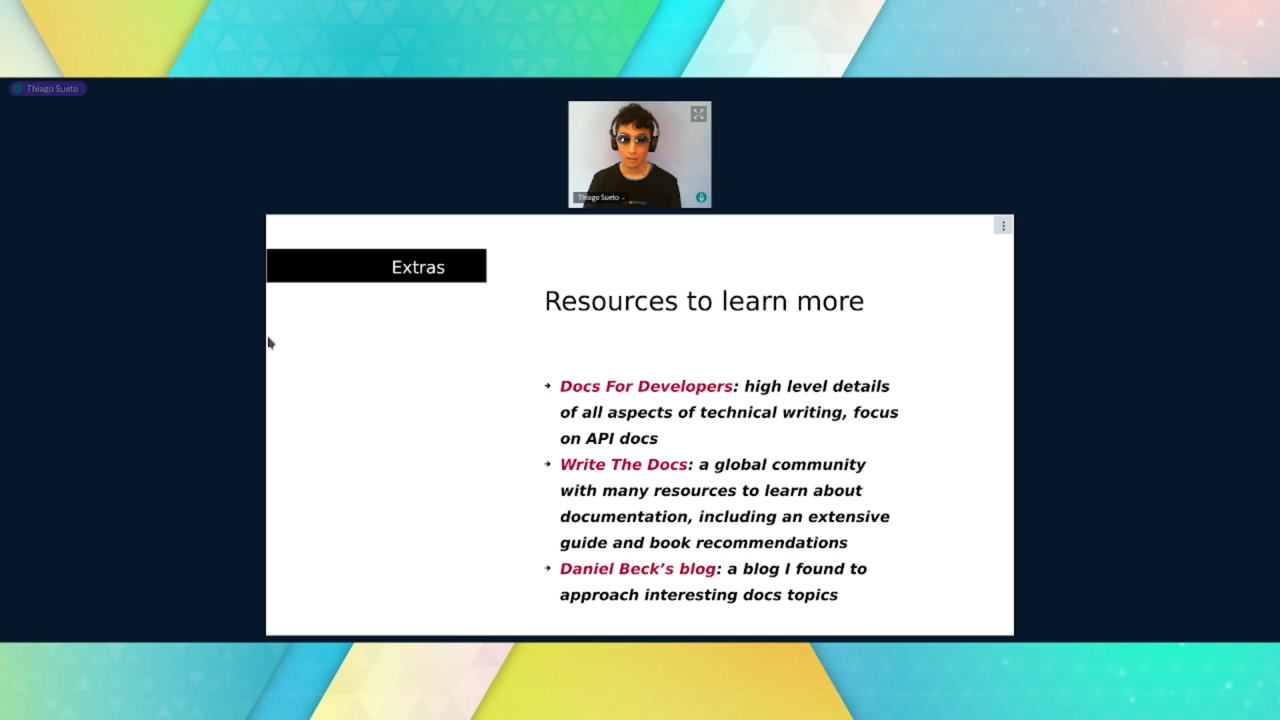 Thiago Sueto
Thiago Sueto
Extras
Resources to learn more
Docs For Developers: high level details
of all aspects of technical writing, focus
on API docs
Write The Docs: a global community
with many resources to learn about
documentation, including an extensive
guide and book recommendations
Daniel Beck’s blog: a blog I found to
approach interesting docs topics